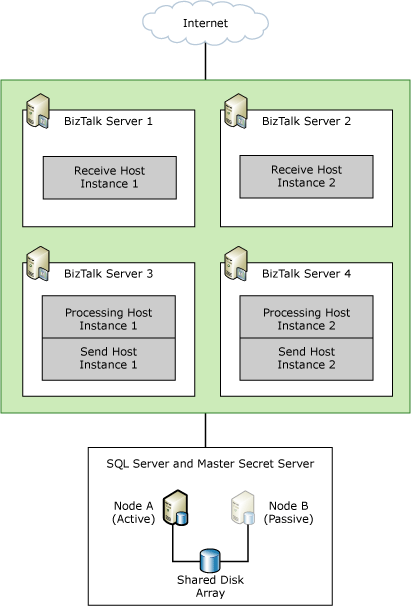 Internet
BizTalk Server 1
BizTalk Server 2
Receive Host
Instance 1
Receive Host
Instance 2
BizTalk Server 3
BizTalk Server 4
Processing Host
Instance 1
Send Host
Instance 1
Processing Host
Instance 2
Send Host
Instance 2
SQL Server and Master Secret Server
Node A
(Active)
Node B
(Passive)
Shared Disk
Array